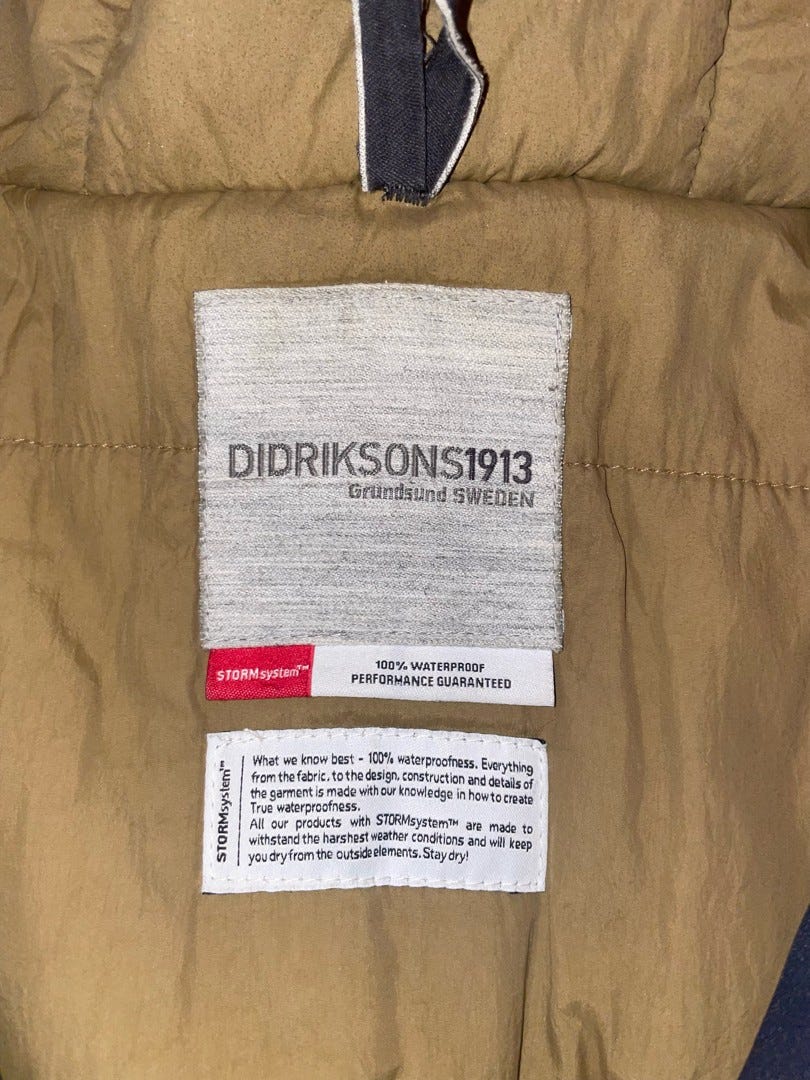 DIDRIKSONS1913
Grundsund SWEDEN
STORMsystem™
100% WATERPROOF
PERFORMANCE GUARANTEED
STORMsystem™
What we know best - 100% waterproofness. Everything
from the fabric, to the design, construction and details of
the garment is made with our knowledge in how to create
True waterproofness.
All our products with STORMsystem™ are made to
withstand the harshest weather conditions and will keep
you dry from the outside elements. Stay dry!